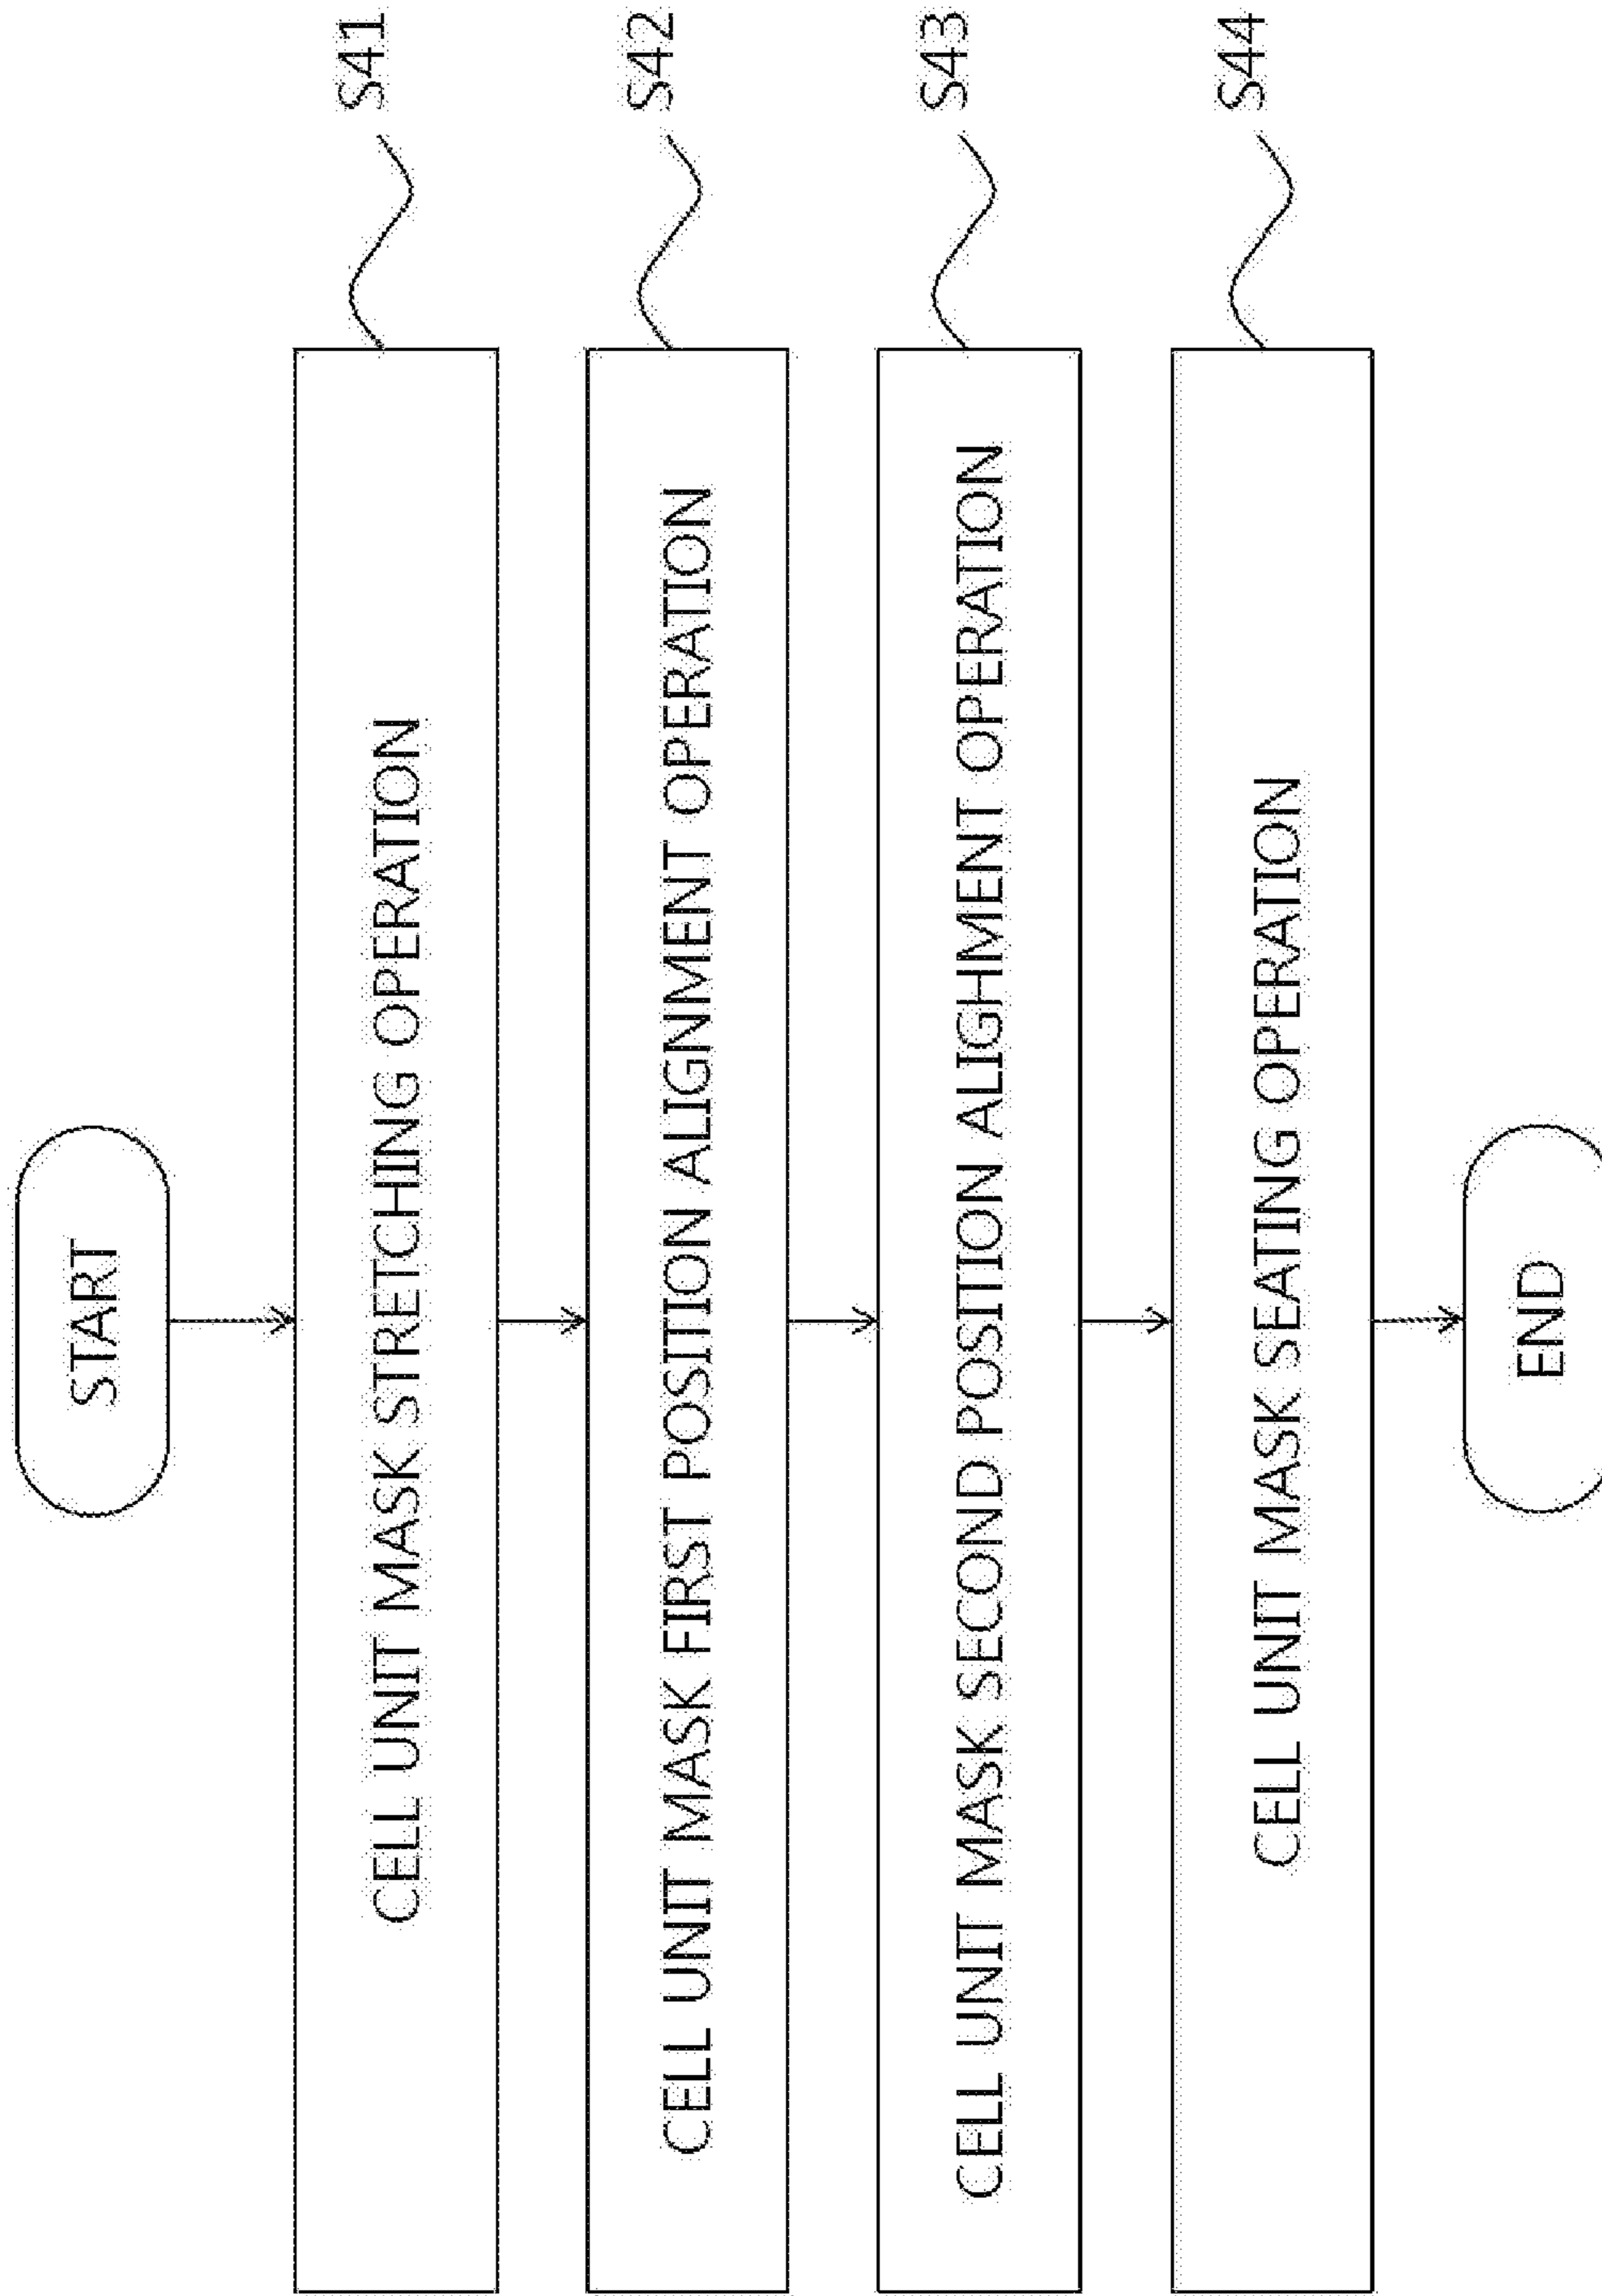 START
CELL UNIT MASK STRETCHING OPERATION
S41
CELL UNIT MASK FIRST POSITION ALIGNMENT OPERATION
S42
CELL UNIT MASK SECOND POSITION ALIGHMENT OPERATION
S43
CELL UNIT MASK SEATING OPERATION
S44
END